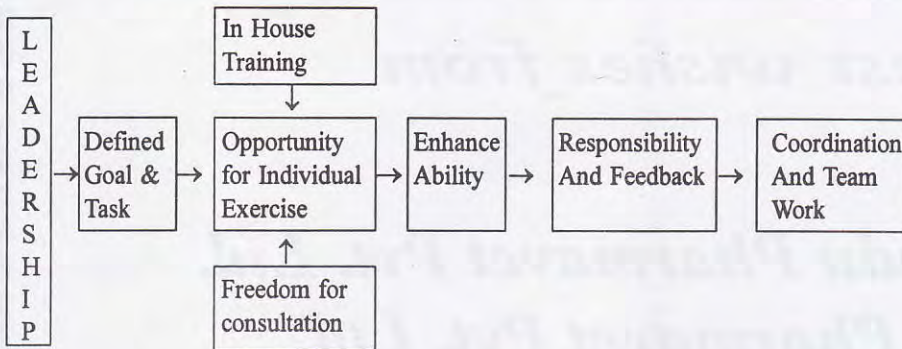 L
E
A
D
E
R
S
H
I
P
Defined
Goal &
Task
In House
Training
Opportunity
for Individual
Exercise
Freedom for
consultation
Enhance
Ability
Responsibility
And Feedback
Coordination
And Team
Work